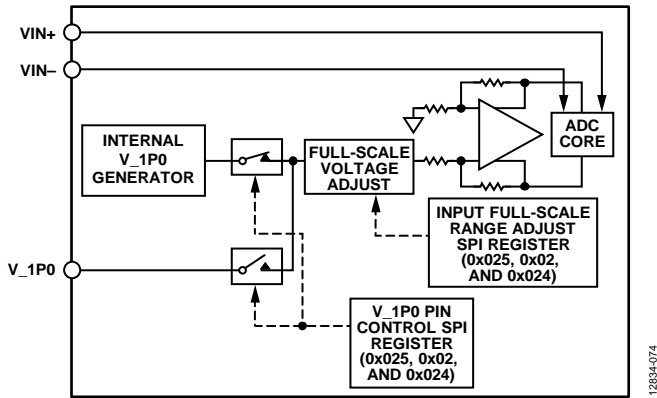 VIN+
VIN–
INTERNAL
V_1P0
GENERATOR
FULL-SCALE
VOLTAGE
ADJUST
ADC
CORE
INPUT FULL-SCALE
RANGE ADJUST
SPI REGISTER
(0x025, 0x02,
AND 0x024)
V_1P0
V_1P0 PIN
CONTROL SPI
REGISTER
(0x025, 0x02,
AND 0x024)
12834-074